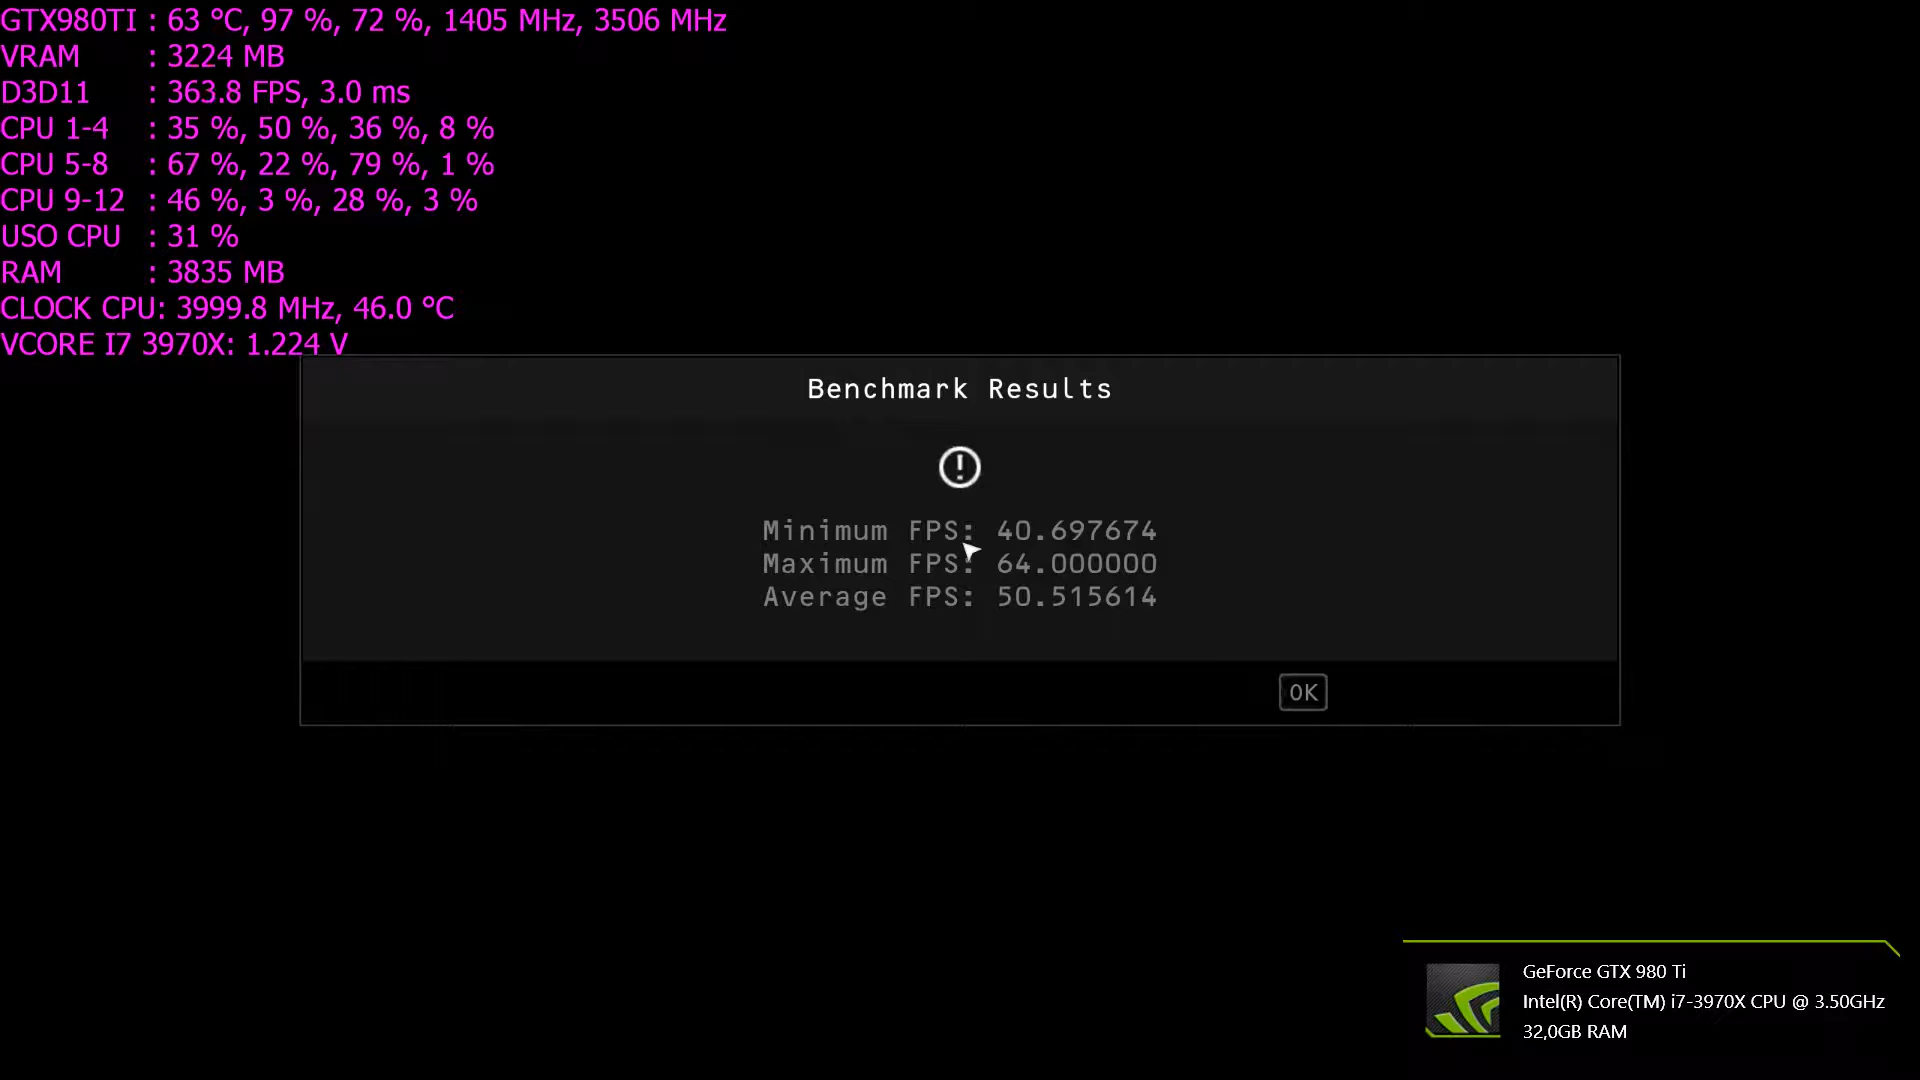 GTX980TI : 63 °C, 97 %, 72 %, 1405 MHz, 3506 MHz
VRAM : 3224 MB
D3D11 : 363.8 FPS, 3.0 ms
CPU 1-4 : 35 %, 50 %, 36 %, 8 %
CPU 5-8 : 67 %, 22 %, 79 %, 1 %
CPU 9-12 : 46 %, 3 %, 28 %, 3 %
USO CPU : 31 %
RAM : 3835 MB
CLOCK CPU: 3999.8 MHz, 46.0 °C
VCORE I7 3970X: 1.224 V
Benchmark Results
Minimum FPS: 40.697674
Maximum FPS: 64.000000
Average FPS: 50.515614
OK
GeForce GTX 980 Ti
Intel(R) Core(TM) i7-3970X CPU @ 3.50GHz
32,0GB RAM